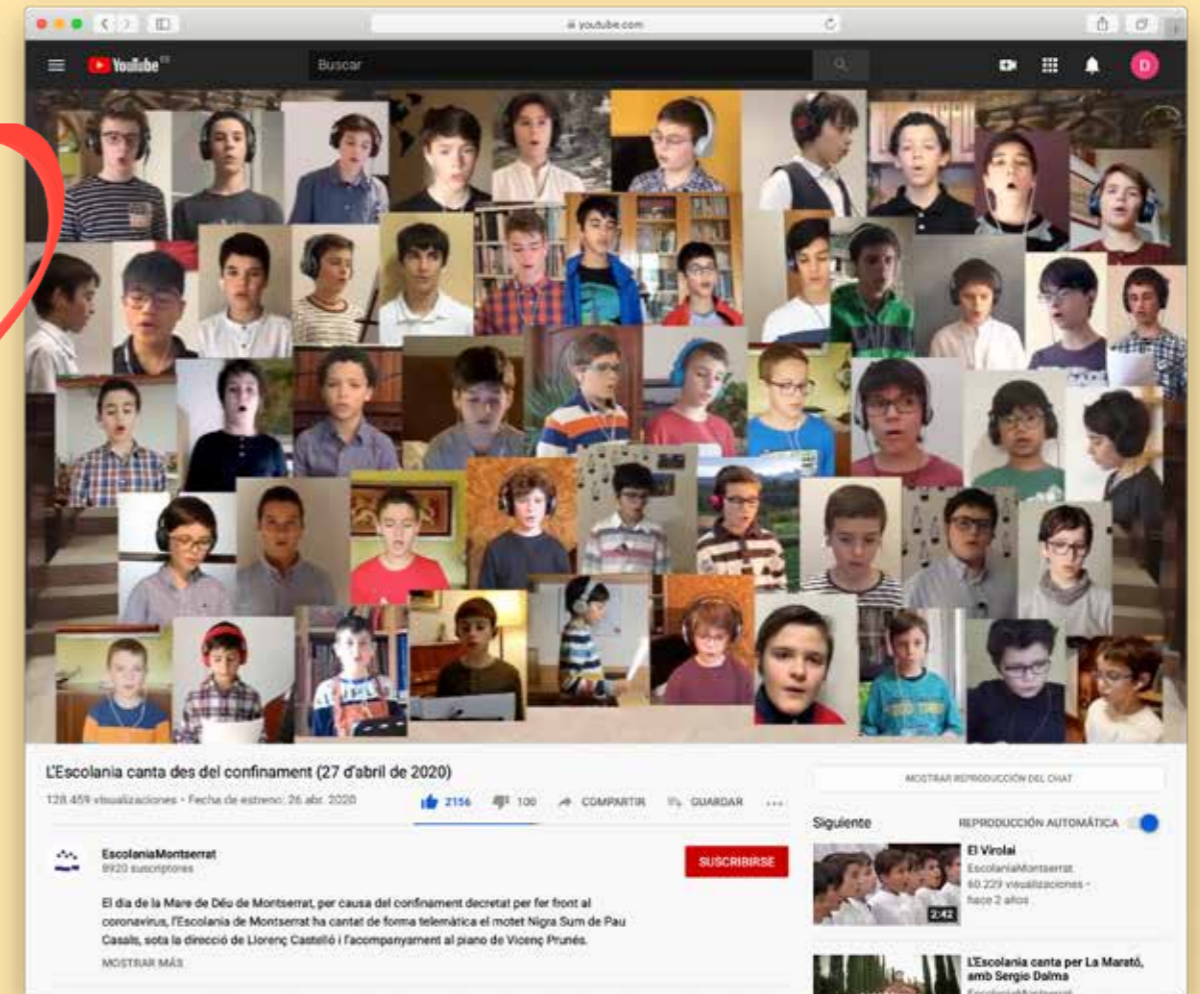 youtube.com
YouTube ES
Buscar
D
L'Escolania canta des del confinament (27 d'abril de 2020)
128.459 visualizaciones • Fecha de estreno: 26 abr. 2020
2156
100
COMPARTIR
GUARDAR
EscolaniaMontserrat
8920 suscriptores
SUSCRIBIRSE
El dia de la Mare de Déu de Montserrat, per causa del confinament decretat per fer front al
coronavirus, l'Escolania de Montserrat ha cantat de forma telemàtica el motet Nigra Sum de Pau
Casals, sota la direcció de Llorenç Castelló i l'acompanyament al piano de Vicenç Prunés.
MOSTRAR MÁS
MOSTRAR REPRODUCCIÓN DEL CHAT
Siguiente
REPRODUCCIÓN AUTOMÁTICA
El Virolai
EscolaniaMontserrat
60.229 visualizaciones •
hace 2 años
2:42
L'Escolania canta per La Marató,
amb Sergio Dalma
EscolaniaMontserrat